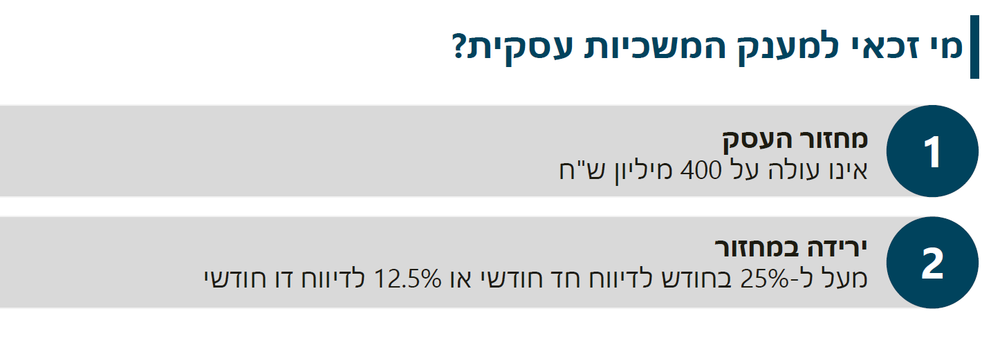 מי זכאי למענק המשכיות עסקית?
1
מחזור העסק
אינו עולה על 400 מיליון ש"ח
2
ירידה במחזור
מעל ל-25% בחודש לדיווח חד חודשי או 12.5% לדיווח דו חודשי